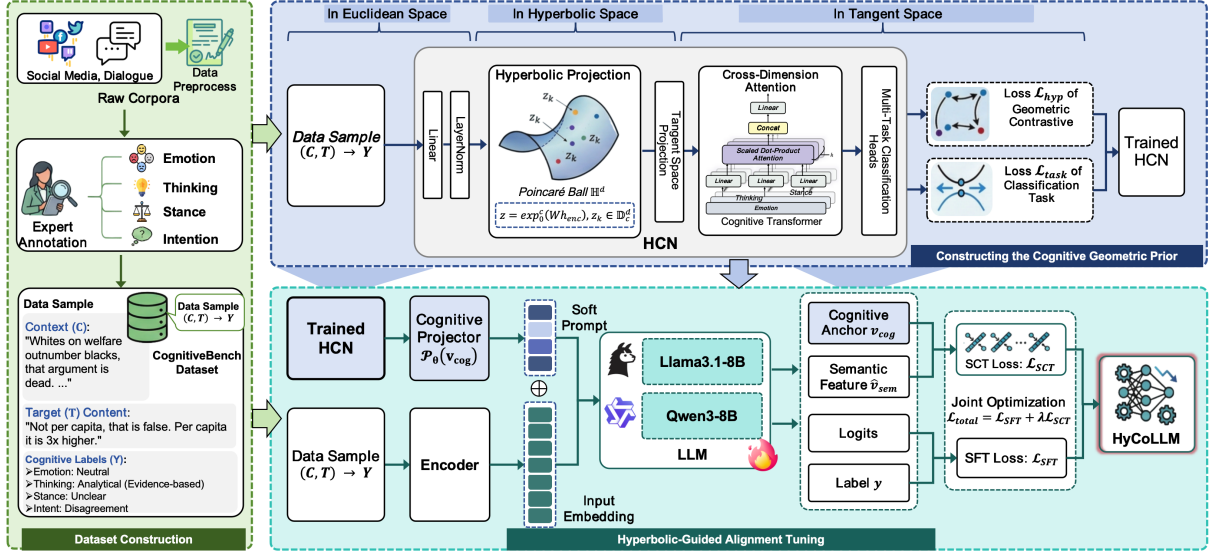 Social Media, Dialogue
Data
Preprocess
Raw Corpora
Expert
Annotation
Emotion
Thinking
Stance
Intention
Data Sample
Data Sample
(C, T) → Y
CognitiveBench
Dataset
Context (C):
"Whites on welfare
outnumber blacks,
that argument is
dead. ..."
Target (T) Content:
"Not per capita, that is false. Per capita
it is 3x higher."
Cognitive Labels (Y):
➢Emotion: Neutral
➢Thinking: Analytical (Evidence-based)
➢Stance: Unclear
➢Intent: Disagreement
Dataset Construction
In Euclidean Space
In Hyperbolic Space
In Tangent Space
Data Sample
(C, T) → Y
Linear
LayerNorm
Hyperbolic Projection
z_k
z_k
z_k
z_k
Poincaré Ball ℍ^d
z = exp_0^c(Wh_enc), z_k ∈ 𝔻_c^d
Tangent Space
Projection
Cross-Dimension
Attention
Linear
Concat
Scaled Dot-Product
Attention
Linear
Linear
Linear
Stance
Thinking
Emotion
Cognitive Transformer
Multi-Task Classification
Heads
HCN
Loss ℒ_hyp of
Geometric
Contrastive
Loss ℒ_task of
Classification
Task
Trained
HCN
Constructing the Cognitive Geometric Prior
Trained
HCN
Cognitive
Projector
𝒫_θ(v_cog)
Soft
Prompt
⊕
Data Sample
(C, T) → Y
Encoder
Input
Embedding
Llama3.1-8B
Qwen3-8B
LLM
Cognitive
Anchor v_cog
Semantic
Feature v̂_sem
Logits
Label y
SCT Loss: ℒ_SCT
Joint Optimization
ℒ_total = ℒ_SFT + λℒ_SCT
SFT Loss: ℒ_SFT
HyCoLLM
Hyperbolic-Guided Alignment Tuning